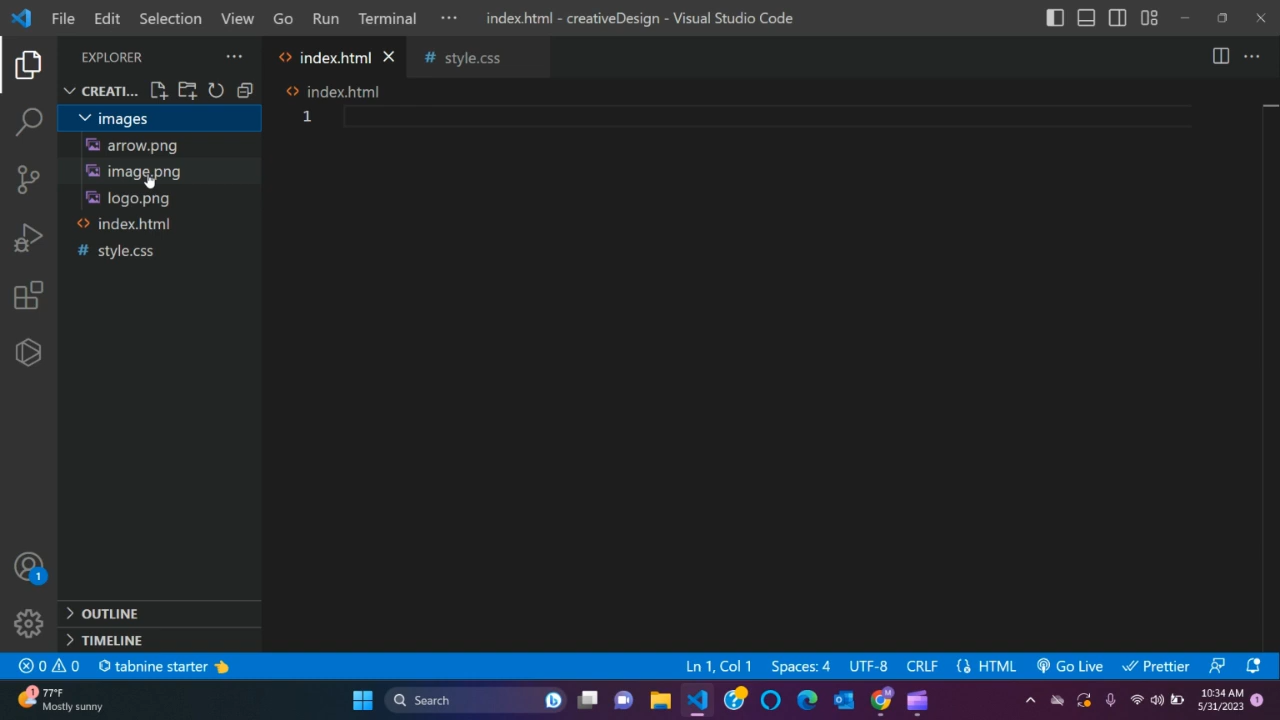 File Edit Selection View Go Run Terminal ··· index.html - creativeDesign - Visual Studio Code
EXPLORER ···
index.html
# style.css
CREATI...
index.html
images
1
arrow.png
image.png
logo.png
index.html
# style.css
1
OUTLINE
TIMELINE
0 0 tabnine starter Ln 1, Col 1 Spaces: 4 UTF-8 CRLF HTML Go Live Prettier
1 77°F
Mostly sunny
Search
M
10:34 AM
5/31/2023
1